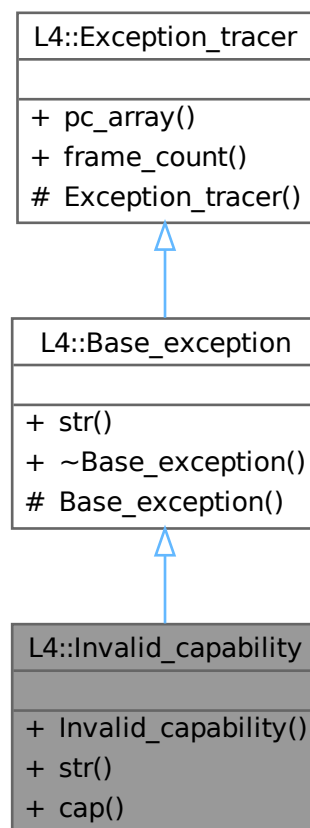 L4::Exception_tracer
+ pc_array()
+ frame_count()
# Exception_tracer()
L4::Base_exception
+ str()
+ ~Base_exception()
# Base_exception()
L4::Invalid_capability
+ Invalid_capability()
+ str()
+ cap()